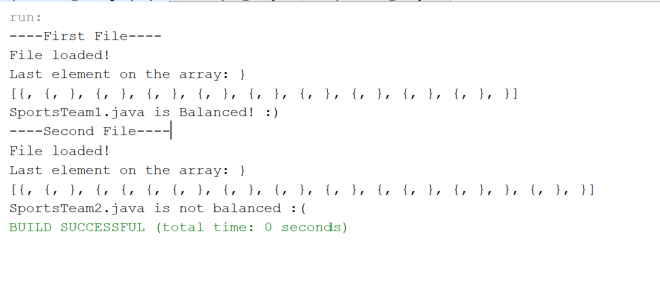 run:
----First File----
File loaded!
Last element on the array: }
[{, {, }, {, }, {, }, {, }, {, }, {, }, {, }, {, }, {, }, }]
SportsTeam1.java is Balanced! :)
----Second File----
File loaded!
Last element on the array: }
[{, {, }, {, {, {, {, }, {, }, {, }, {, }, {, {, }, {, }, }, {, }, }]
SportsTeam2.java is not balanced :(
BUILD SUCCESSFUL (total time: 0 seconds)